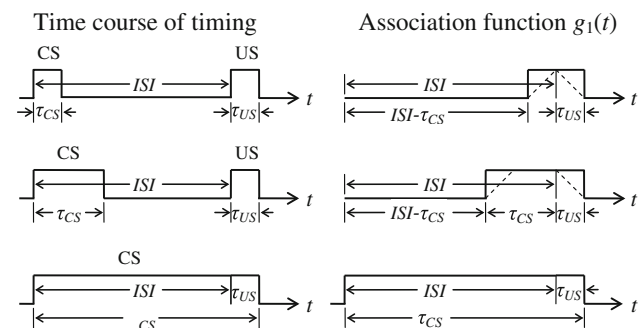 Time course of timing
Association function g₁(t)
CS US
ISI t
τCS τUS
ISI t
ISI-τCS τUS
CS US
ISI t
τCS τUS
ISI t
ISI-τCS τCS τUS
CS
ISI τUS t
CS
ISI τUS t
τCS